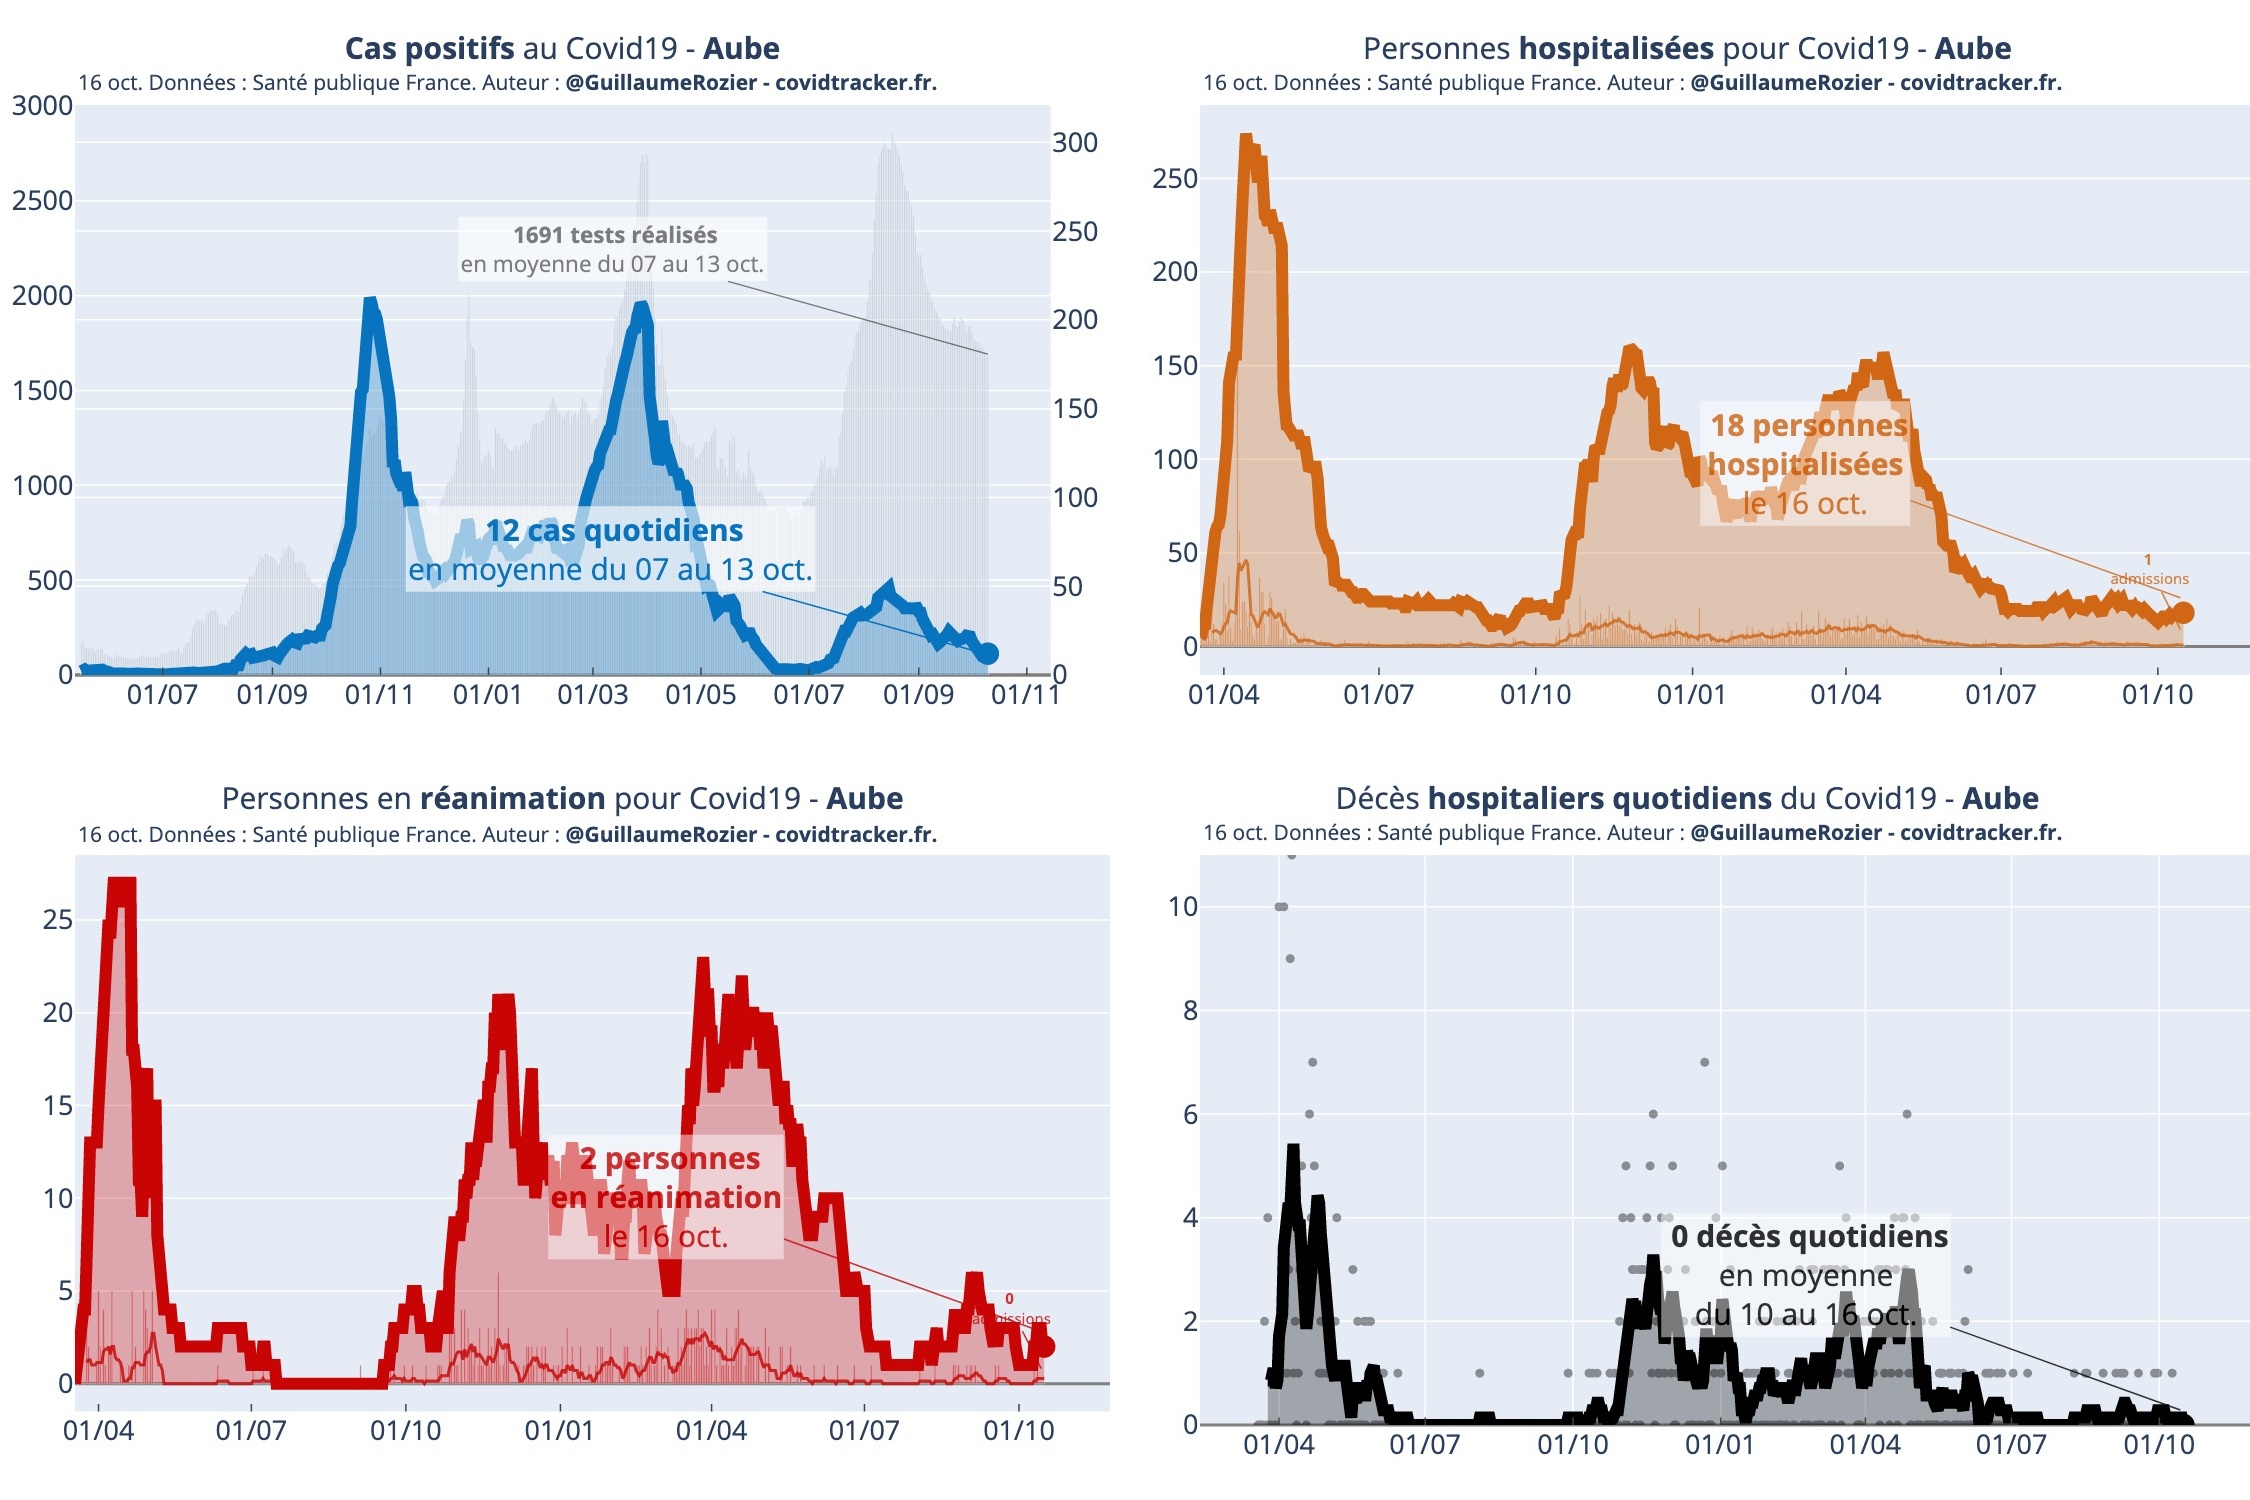 Cas positifs au Covid19 - Aube
16 oct. Données : Santé publique France. Auteur : @GuillaumeRozier - covidtracker.fr.
3000
2500
2000
1500
1000
500
0
300
250
200
150
100
50
0
1691 tests réalisés
en moyenne du 07 au 13 oct.
12 cas quotidiens
en moyenne du 07 au 13 oct.
01/07 01/09 01/11 01/01 01/03 01/05 01/07 01/09 01/11
Personnes hospitalisées pour Covid19 - Aube
16 oct. Données : Santé publique France. Auteur : @GuillaumeRozier - covidtracker.fr.
250
200
150
100
50
0
18 personnes
hospitalisées
le 16 oct.
1
admissions
01/04 01/07 01/10 01/01 01/04 01/07 01/10
Personnes en réanimation pour Covid19 - Aube
16 oct. Données : Santé publique France. Auteur : @GuillaumeRozier - covidtracker.fr.
25
20
15
10
5
0
2 personnes
en réanimation
le 16 oct.
0
admissions
01/04 01/07 01/10 01/01 01/04 01/07 01/10
Décès hospitaliers quotidiens du Covid19 - Aube
16 oct. Données : Santé publique France. Auteur : @GuillaumeRozier - covidtracker.fr.
10
8
6
4
2
0
0 décès quotidiens
en moyenne
du 10 au 16 oct.
01/04 01/07 01/10 01/01 01/04 01/07 01/10